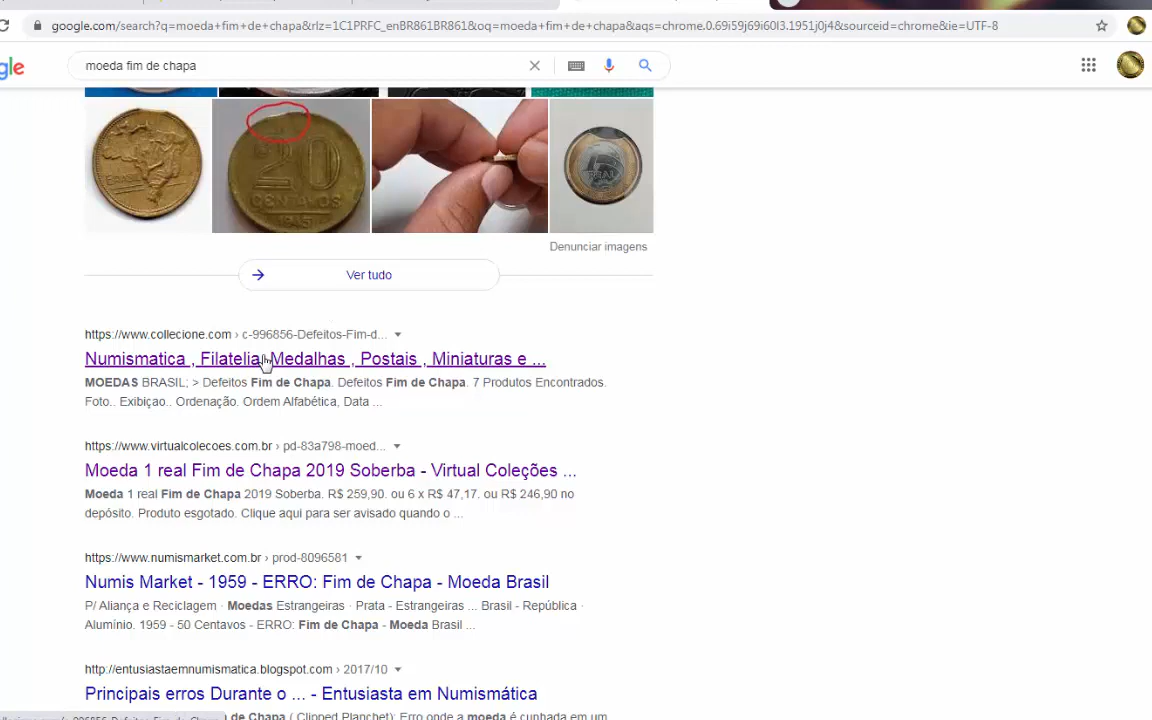 google.com/search?q=moeda+fim+de+chapa&rlz=1C1PRFC_enBR861BR861&oq=moeda+fim+de+chapa&aqs=chrome.0.69i59j69i60l3.1951j0j4&sourceid=chrome&ie=UTF-8
gle
moeda fim de chapa
BRASIL
20
CENTAVOS
1945
REAL
Denunciar imagens
Ver tudo
https://www.collecione.com › c-996856-Defeitos-Fim-d...
Numismatica , Filatelia, Medalhas , Postais , Miniaturas e ...
MOEDAS BRASIL; > Defeitos Fim de Chapa. Defeitos Fim de Chapa. 7 Produtos Encontrados.
Foto.. Exibiçao.. Ordenação. Ordem Alfabética, Data ...
https://www.virtualcolecoes.com.br › pd-83a798-moed...
Moeda 1 real Fim de Chapa 2019 Soberba - Virtual Coleções ...
Moeda 1 real Fim de Chapa 2019 Soberba. R$ 259,90. ou 6 x R$ 47,17. ou R$ 246,90 no
depósito. Produto esgotado. Clique aqui para ser avisado quando o ...
https://www.numismarket.com.br › prod-8096581
Numis Market - 1959 - ERRO: Fim de Chapa - Moeda Brasil
P/ Aliança e Reciclagem · Moedas Estrangeiras · Prata - Estrangeiras ... Brasil - República ·
Alumínio. 1959 - 50 Centavos - ERRO: Fim de Chapa - Moeda Brasil ...
http://entusiastaemnumismatica.blogspot.com › 2017/10
Principais erros Durante o ... - Entusiasta em Numismática
de Chapa ( Clipped Planchet): Erro onde a moeda é cunhada em um